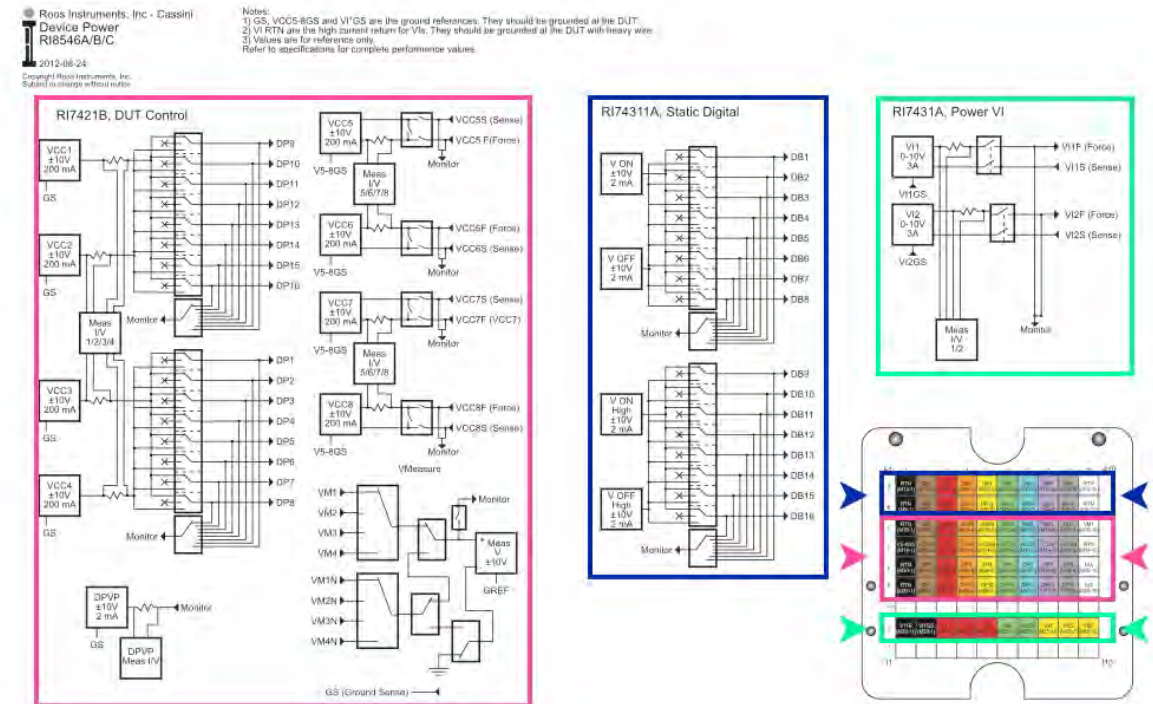 Roos Instruments, Inc - Cassini
Device Power
RI8546A/B/C
2012-08-24
Copyright Roos Instruments, Inc.
Subject to change without notice
Notes:
1) GS, VCC5-8GS and VI*GS are the ground references. They should be grounded at the DUT
2) VI RTN are the high current return for VIs. They should be grounded at the DUT with heavy wire
3) Values are for reference only.
Refer to specifications for complete performance values
RI7421B, DUT Control
VCC1
±10V
200 mA
GS
VCC2
±10V
200 mA
GS
Meas
I/V
1/2/3/4
VCC3
±10V
200 mA
GS
VCC4
±10V
200 mA
GS
DP9
DP10
DP11
DP12
DP13
DP14
DP15
DP16
Monitor
DP1
DP2
DP3
DP4
DP5
DP6
DP7
DP8
Monitor
DPVP
±10V
2 mA
GS
Monitor
DPVP
Meas I/V
VCC5
±10V
200 mA
V5-8GS
VCC5S (Sense)
VCC5 F(Force)
Monitor
Meas
I/V
5/6/7/8
VCC6
±10V
200 mA
V5-8GS
VCC6F (Force)
VCC6S (Sense)
Monitor
VCC7
±10V
200 mA
V5-8GS
VCC7S (Sense)
VCC7F (VCC7)
Monitor
Meas
I/V
5/6/7/8
VCC8
±10V
200 mA
V5-8GS
VCC8F (Force)
VCC8S (Sense)
Monitor
VMeasure
VM1
VM2
VM3
VM4
VM1N
VM2N
VM3N
VM4N
Monitor
Meas
V
±10V
GREF
GS (Ground Sense)
RI74311A, Static Digital
V ON
±10V
2 mA
V OFF
±10V
2 mA
DB1
DB2
DB3
DB4
DB5
DB6
DB7
DB8
Monitor
V ON
High
±10V
2 mA
V OFF
High
±10V
2 mA
DB9
DB10
DB11
DB12
DB13
DB14
DB15
DB16
Monitor
RI7431A, Power VI
VI1
0-10V
3A
VI1GS
VI1F (Force)
VI1S (Sense)
VI2
0-10V
3A
VI2GS
VI2F (Force)
VI2S (Sense)
Meas
I/V
1/2
Monitor